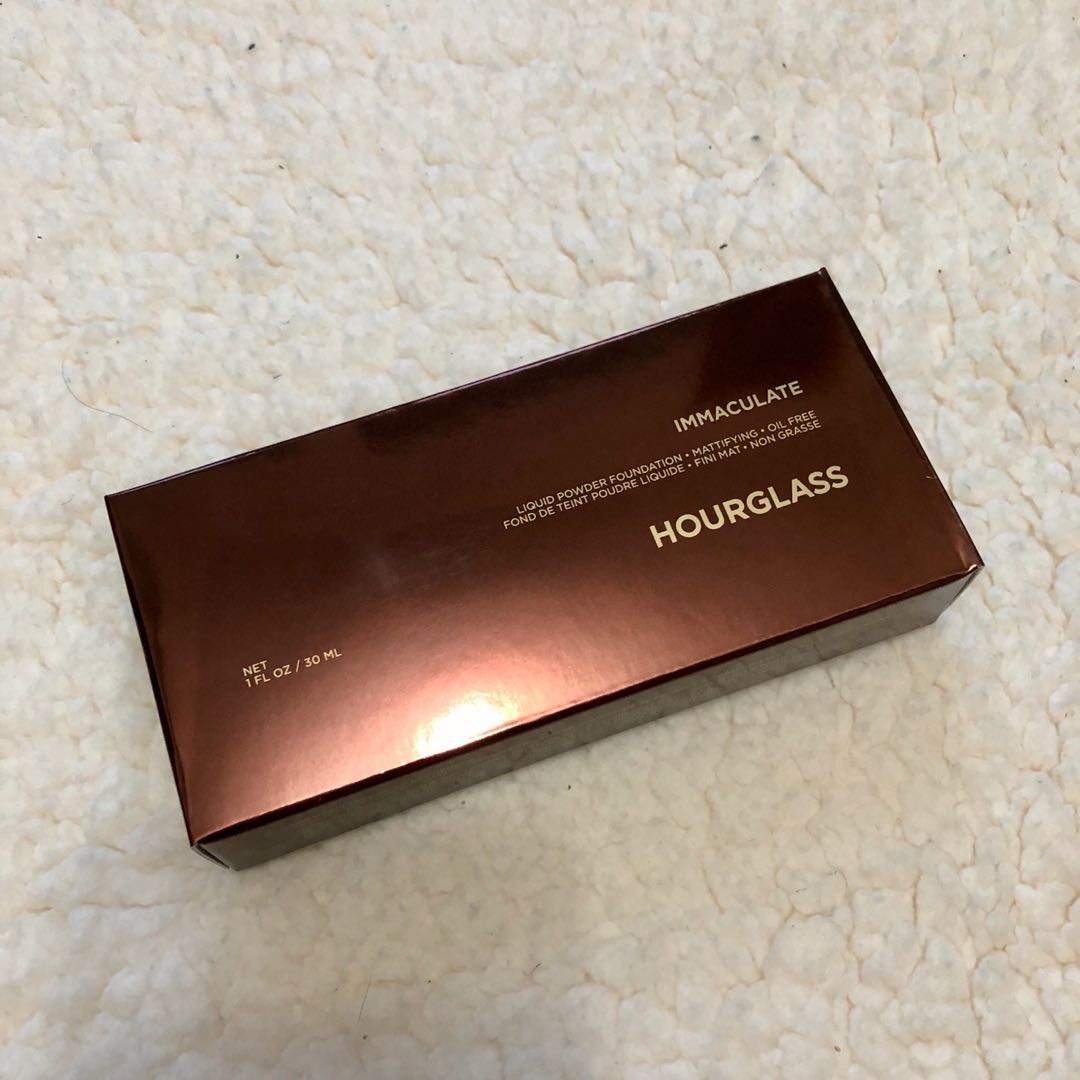 IMMACULATE
LIQUID POWDER FOUNDATION • MATTIFYING • OIL FREE
FOND DE TEINT POUDRE LIQUIDE • FINI MAT • NON GRASSE
HOURGLASS
NET
1 FL OZ / 30 ML